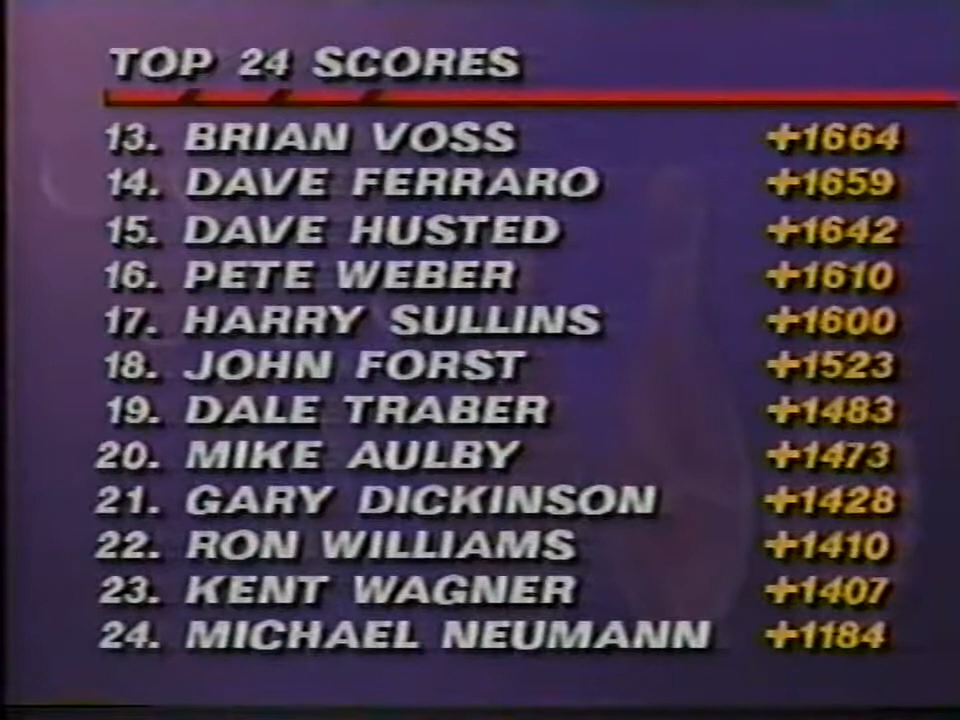 TOP 24 SCORES
13. BRIAN VOSS +1664
14. DAVE FERRARO +1659
15. DAVE HUSTED +1642
16. PETE WEBER +1610
17. HARRY SULLINS +1600
18. JOHN FORST +1523
19. DALE TRABER +1483
20. MIKE AULBY +1473
21. GARY DICKINSON +1428
22. RON WILLIAMS +1410
23. KENT WAGNER +1407
24. MICHAEL NEUMANN +1184